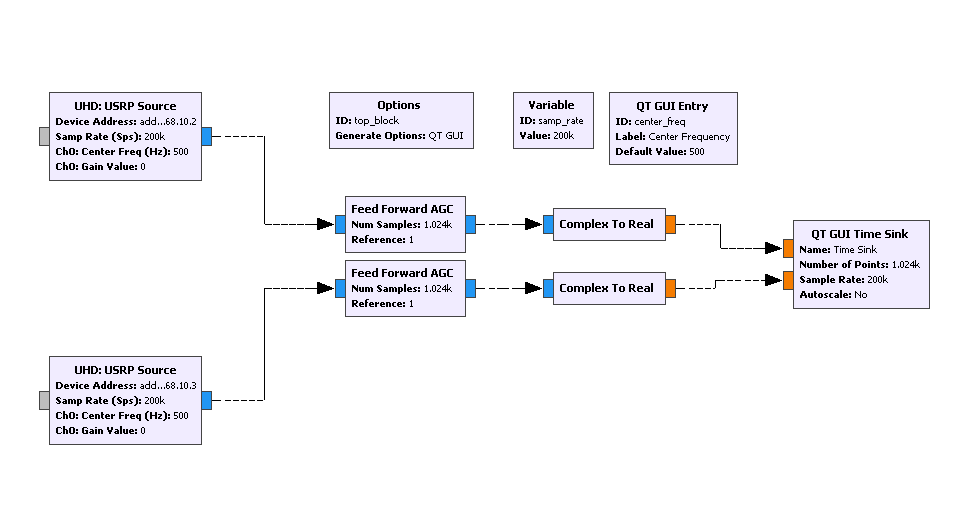 UHD: USRP Source
Device Address: add...68.10.2
Samp Rate (Sps): 200k
Ch0: Center Freq (Hz): 500
Ch0: Gain Value: 0
Options
ID: top_block
Generate Options: QT GUI
Variable
ID: samp_rate
Value: 200k
QT GUI Entry
ID: center_freq
Label: Center Frequency
Default Value: 500
Feed Forward AGC
Num Samples: 1.024k
Reference: 1
Complex To Real
QT GUI Time Sink
Name: Time Sink
Number of Points: 1.024k
Sample Rate: 200k
Autoscale: No
Feed Forward AGC
Num Samples: 1.024k
Reference: 1
Complex To Real
UHD: USRP Source
Device Address: add...68.10.3
Samp Rate (Sps): 200k
Ch0: Center Freq (Hz): 500
Ch0: Gain Value: 0